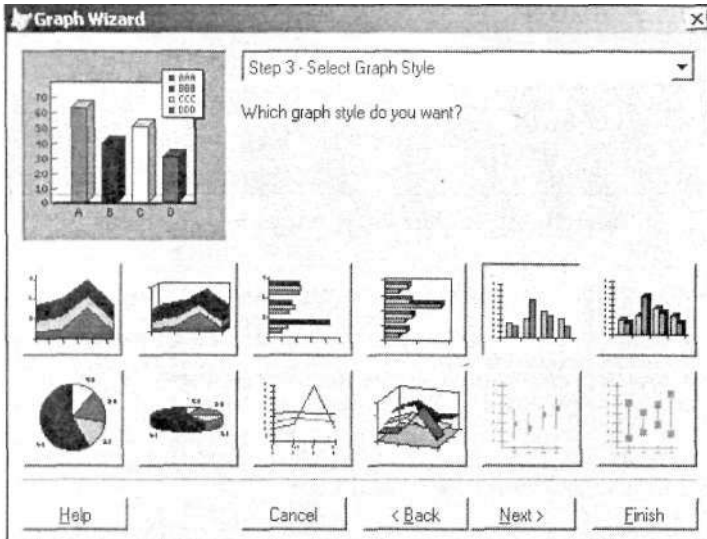 Graph Wizard
Step 3 - Select Graph Style
Which graph style do you want?
AAA
BBB
CCC
DDD
70
60
50
40
30
20
10
0
A B C D
Help Cancel < Back Next > Finish